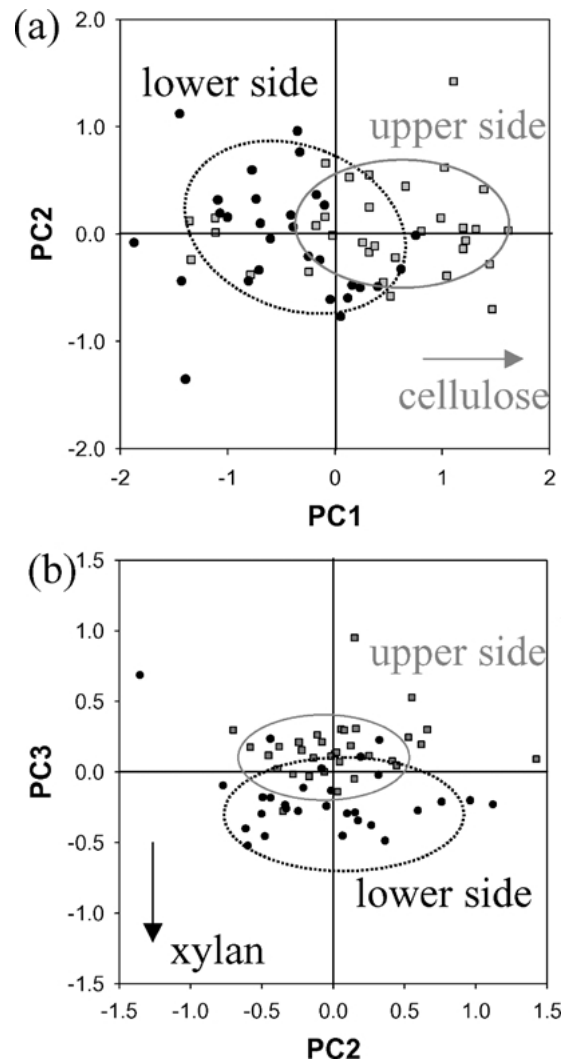 (a)
2.0
lower side
1.0
upper side
PC2
0.0
-1.0
cellulose
-2.0
-2 -1 0 1 2
PC1
(b)
1.5
1.0
upper side
0.5
PC3
0.0
-0.5
lower side
-1.0
xylan
-1.5
-1.5 -1.0 -0.5 0.0 0.5 1.0 1.5
PC2